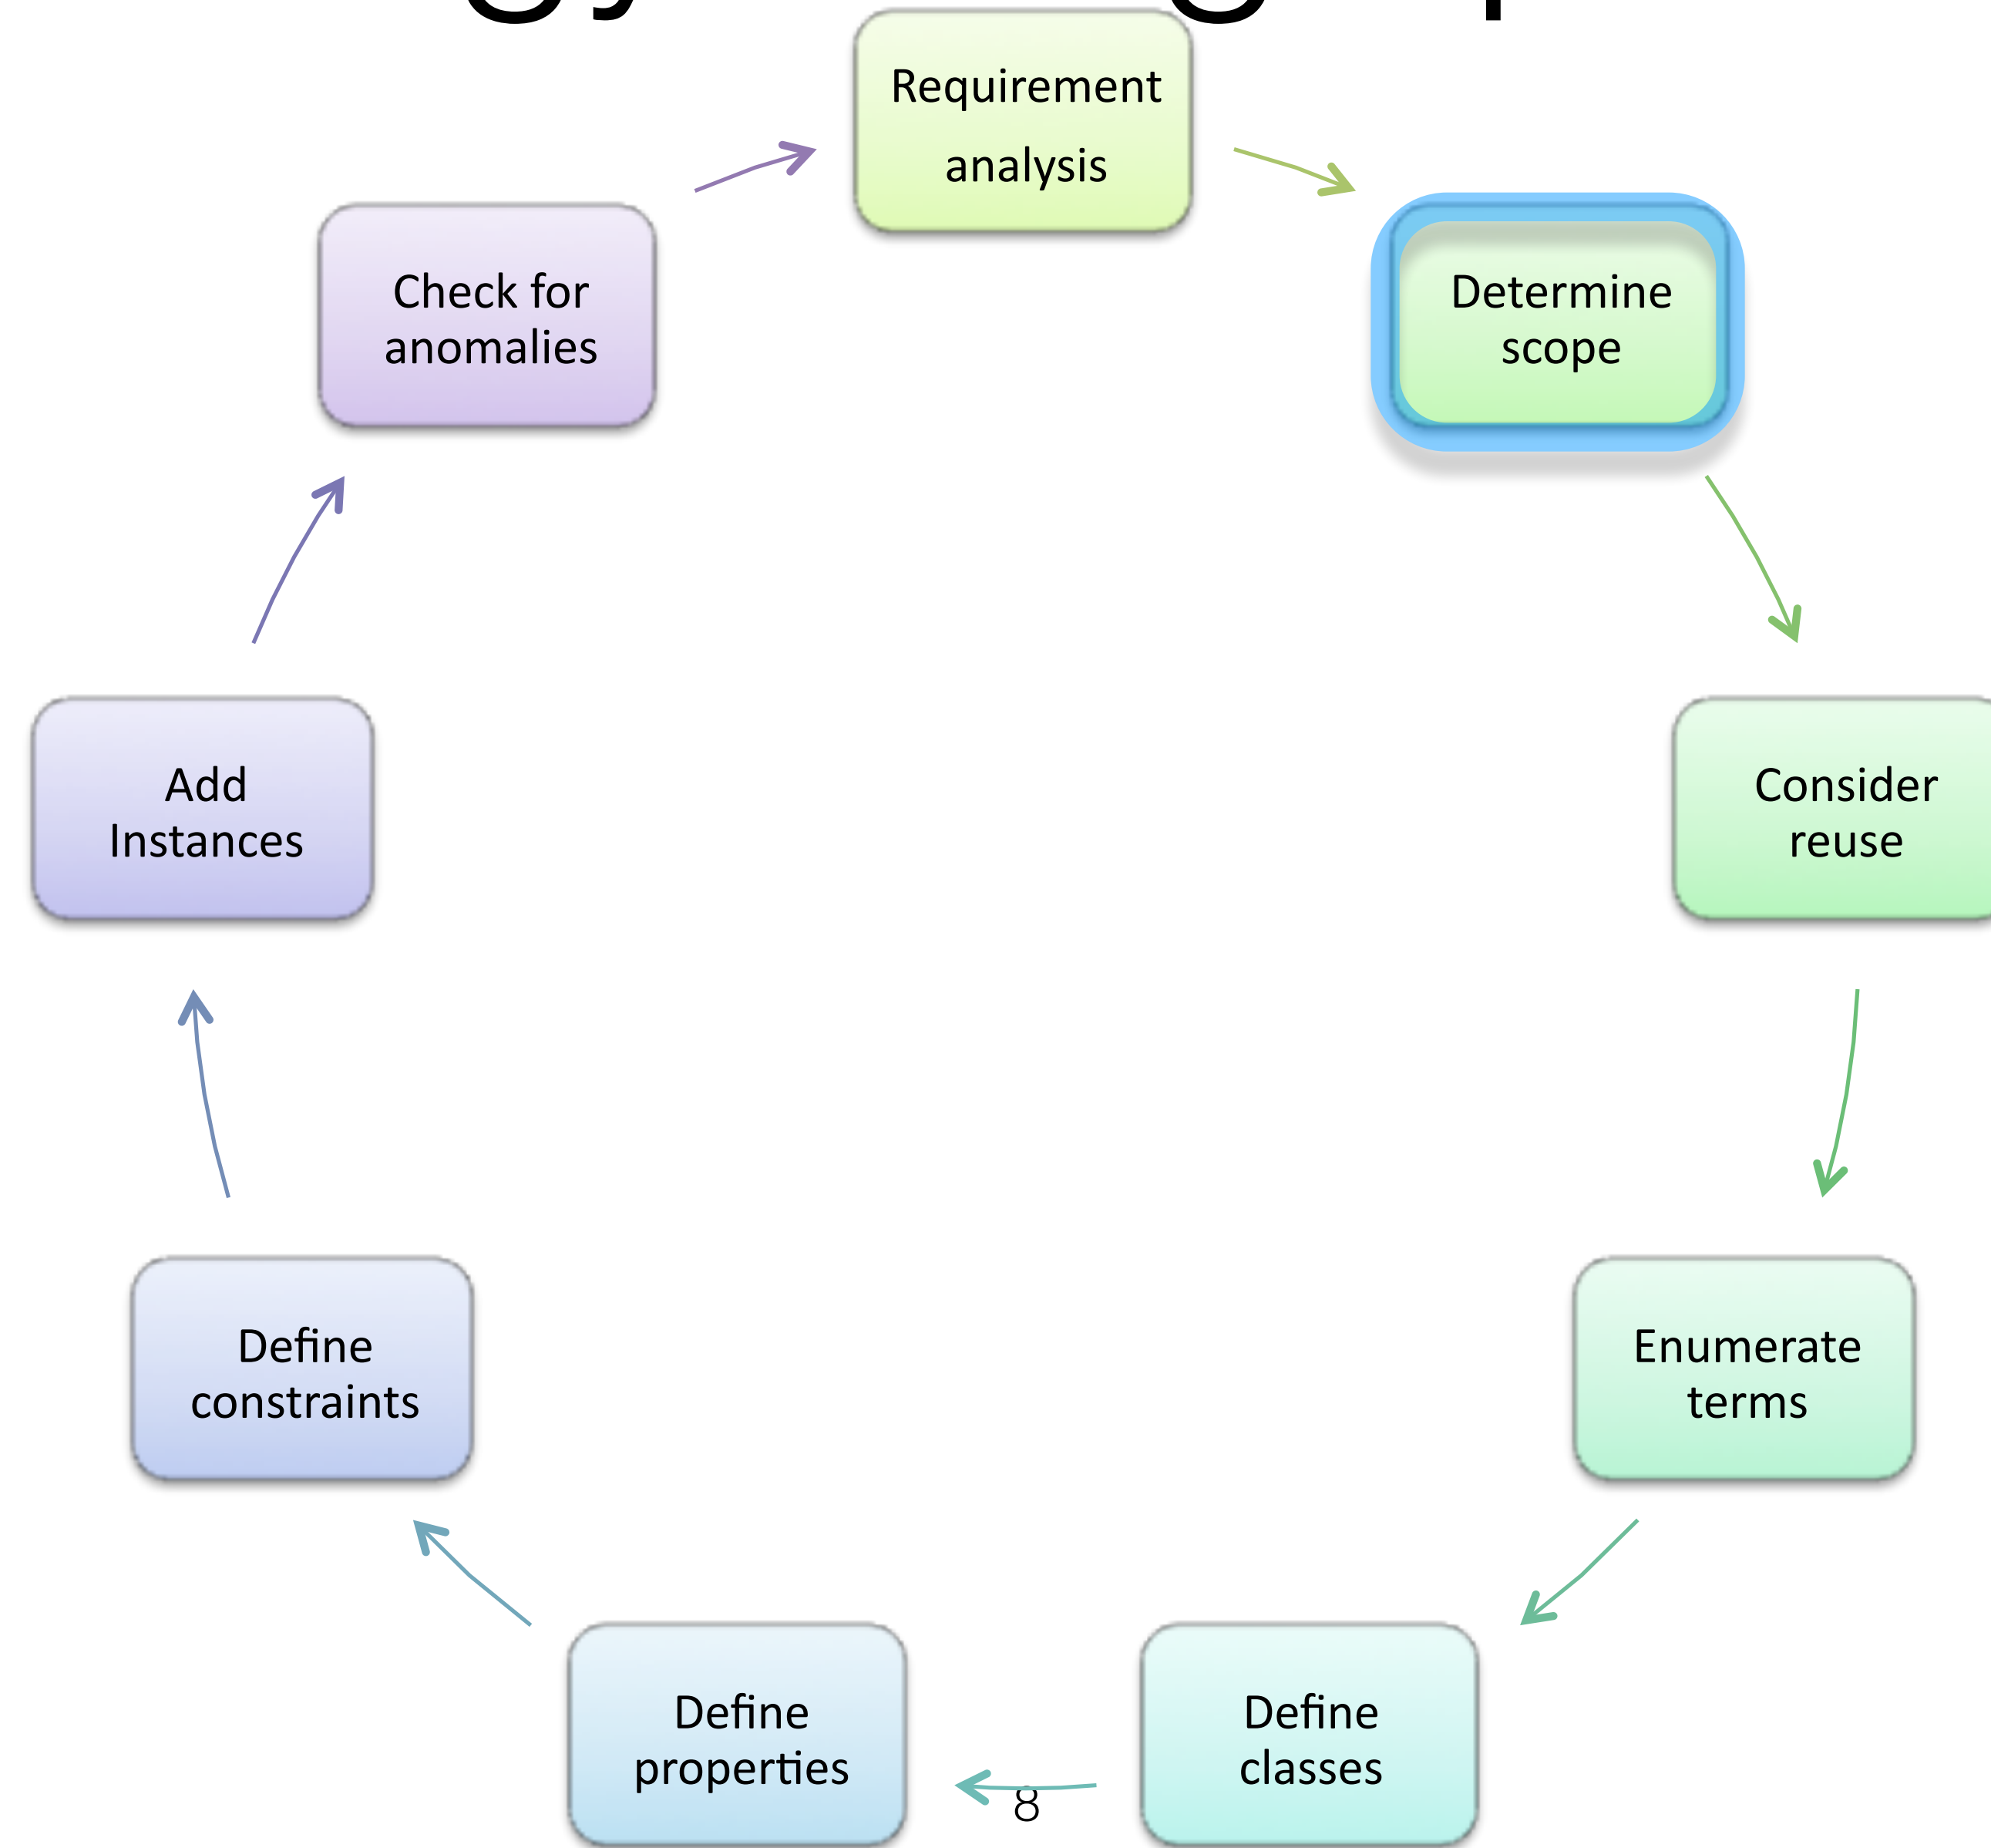 Requirement
analysis
Determine
scope
Consider
reuse
Enumerate
terms
Define
classes
Define
properties
Define
constraints
Add
Instances
Check for
anomalies
8